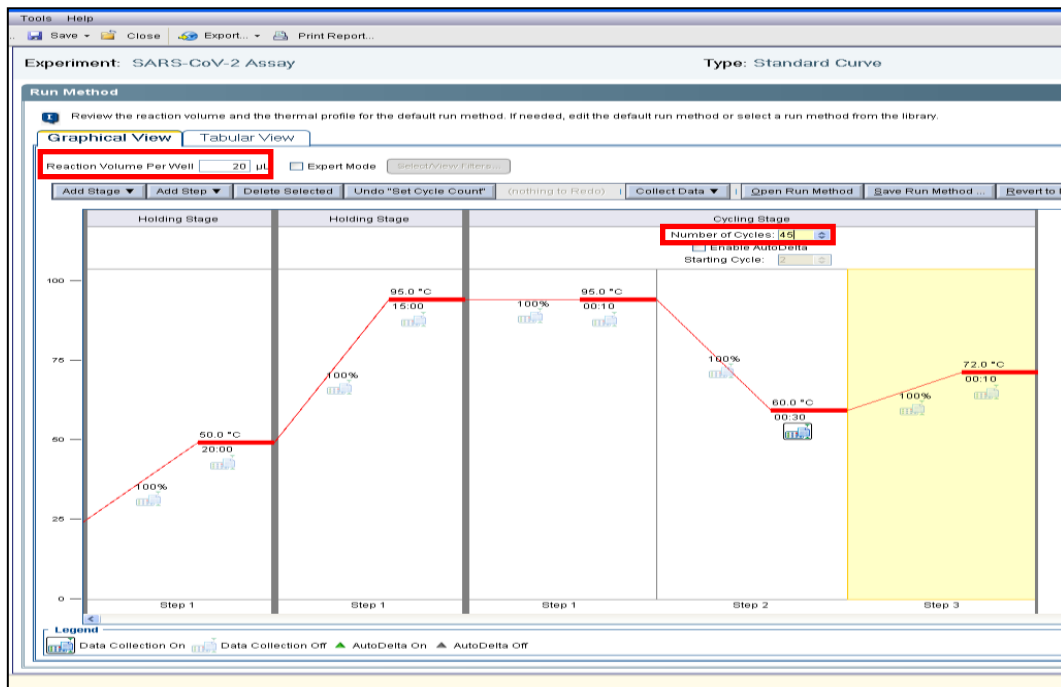 Tools Help
Save Close Export... Print Report...
Experiment: SARS-CoV-2 Assay Type: Standard Curve
Run Method
Review the reaction volume and the thermal profile for the default run method. If needed, edit the default run method or select a run method from the library.
Graphical View Tabular View
Reaction Volume Per Well 20 µL Expert Mode Select/View Filters...
Add Stage ▼ Add Step ▼ Delete Selected Undo "Set Cycle Count" (nothing to Redo) Collect Data ▼ Open Run Method Save Run Method ... Revert to
Holding Stage Holding Stage Cycling Stage
Number of Cycles: 45
Enable AutoDelta
Starting Cycle: 2
100
95.0 °C 95.0 °C
15:00 100% 00:10
75
100% 100% 72.0 °C
00:10
60.0 °C 100%
00:30
50
50.0 °C
20:00
100%
25
0
Step 1 Step 1 Step 1 Step 2 Step 3
Legend
Data Collection On Data Collection Off ▲ AutoDelta On ▲ AutoDelta Off